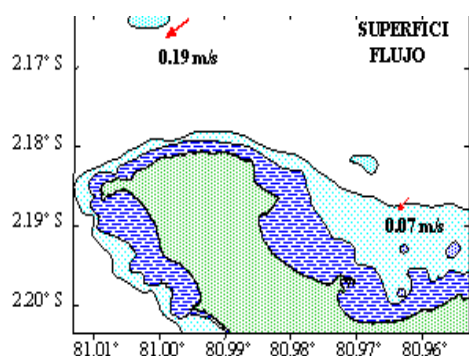 SUPERFICI
FLUJO
0.19 m/s
2.17° S
2.18° S
0.07 m/s
2.19° S
2.20° S
81.01° 81.00° 80.99° 80.98° 80.97° 80.96°